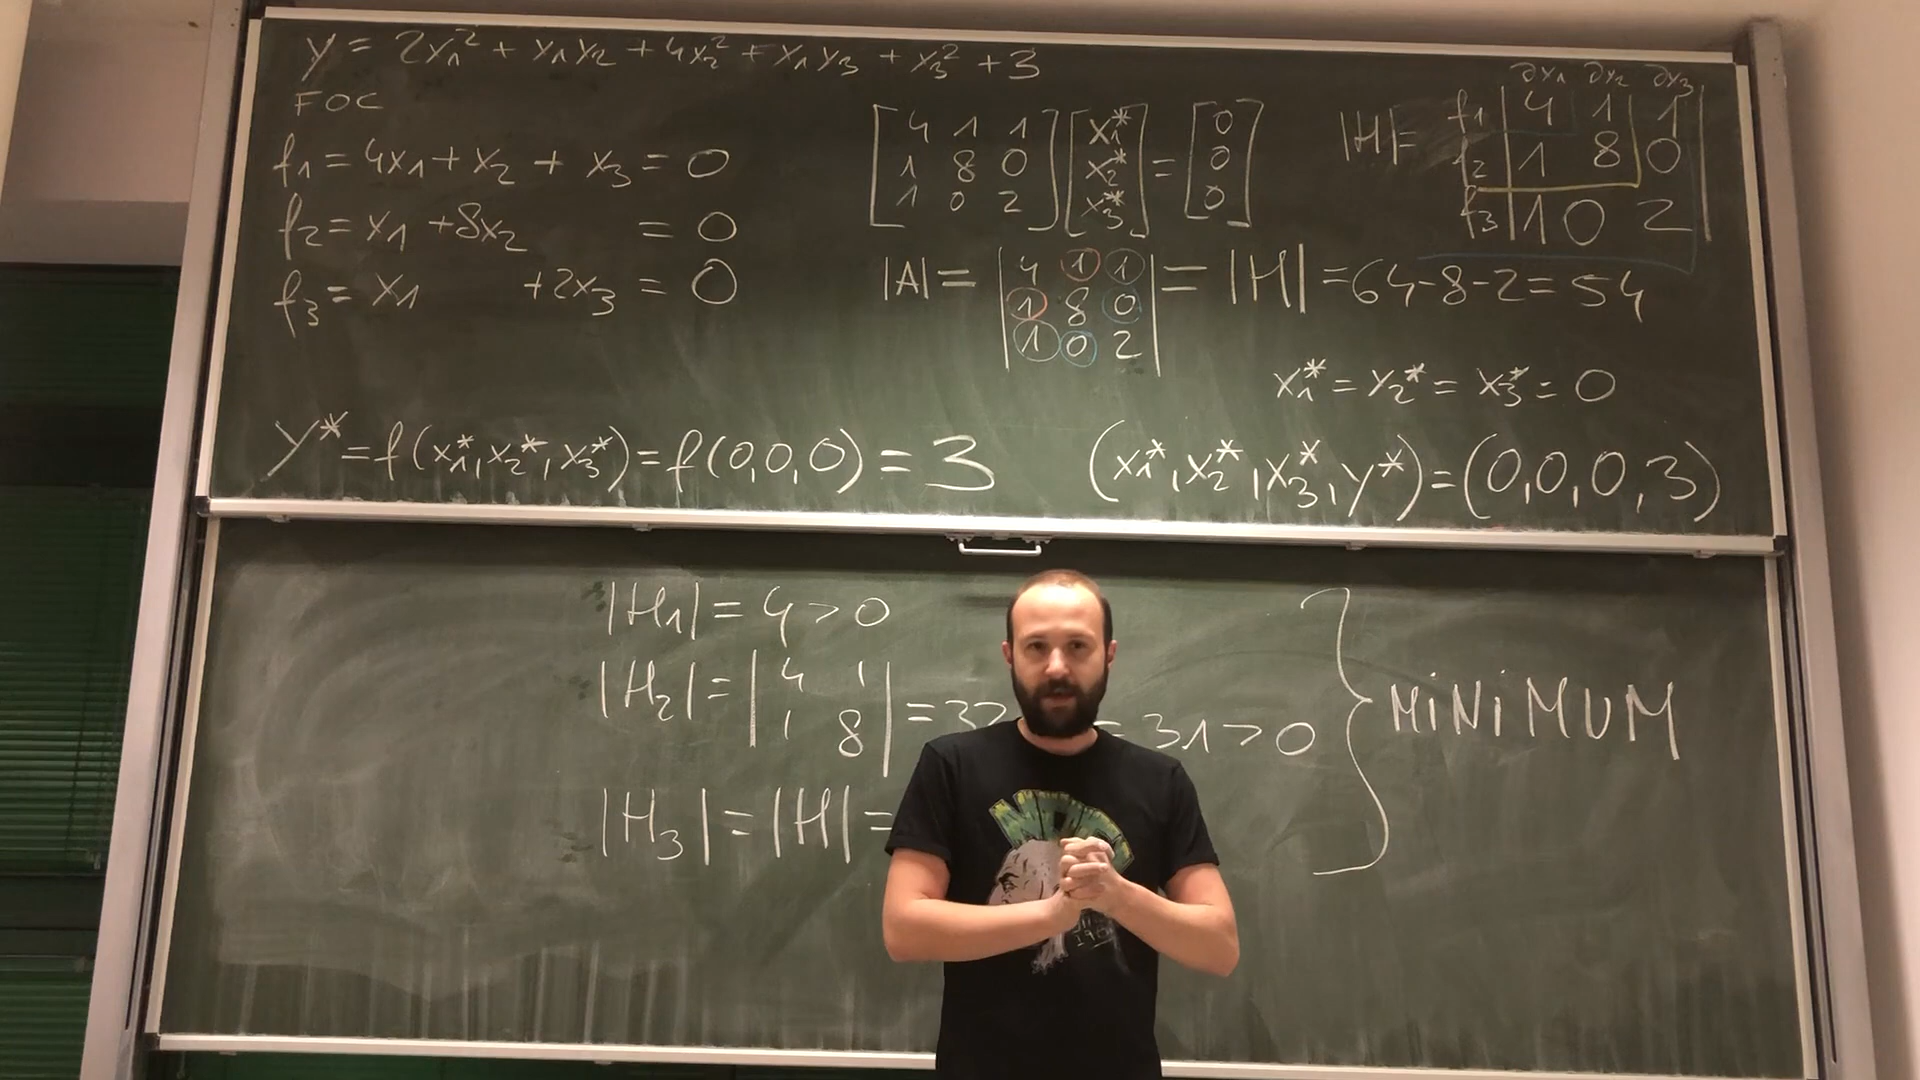 y = 2x₁² + x₁x₂ + 4x₂² + x₁x₃ + x₃² + 3
FOC
f₁ = 4x₁ + x₂ + x₃ = 0
f₂ = x₁ + 8x₂ = 0
f₃ = x₁ + 2x₃ = 0
[4 1 1; 1 8 0; 1 0 2] [x₁*; x₂*; x₃*] = [0; 0; 0]
∂x₁ ∂x₂ ∂x₃
|H| = | f₁ 4 1 1; f₂ 1 8 0; f₃ 1 0 2 |
|A| = | 4 1 1; 1 8 0; 1 0 2 | = |H| = 64-8-2 = 54
x₁* = x₂* = x₃* = 0
y* = f(x₁*, x₂*, x₃*) = f(0,0,0) = 3
(x₁*, x₂*, x₃*, y*) = (0,0,0,3)
|H₁| = 4 > 0
|H₂| = | 4 1; 1 8 | = 32 = 31 > 0
|H₃| = |H| =
} MiNiMUM